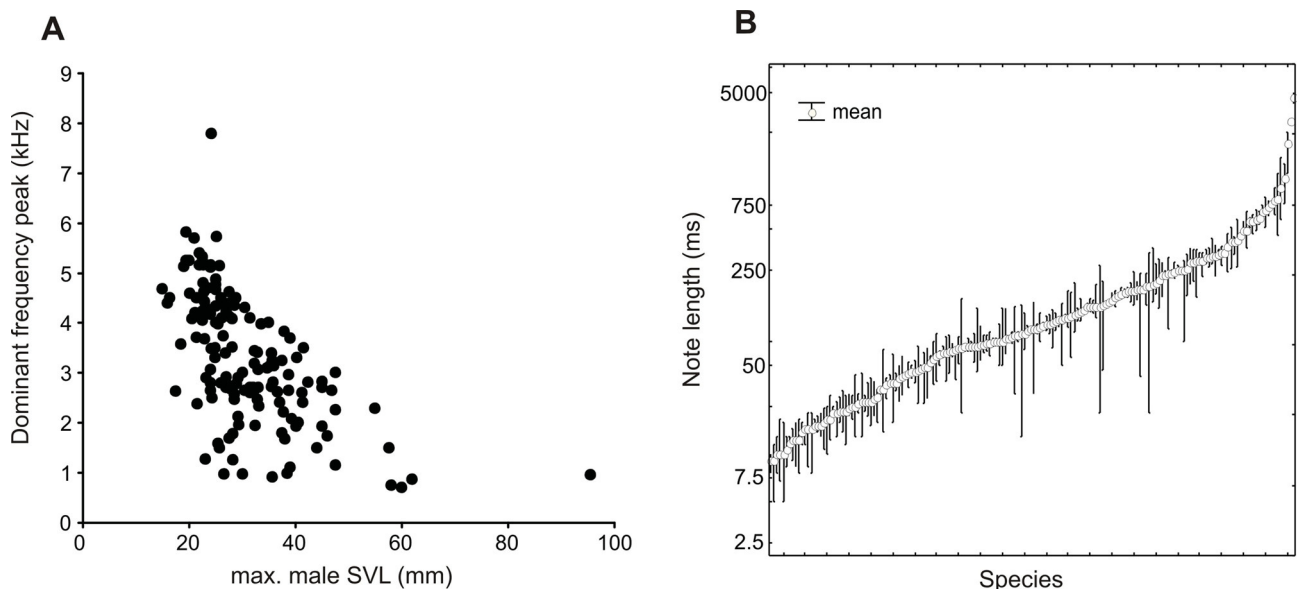 A
9
8
7
6
5
4
3
2
1
0
Dominant frequency peak (kHz)
0 20 40 60 80 100
max. male SVL (mm)
B
mean
5000
750
250
50
7.5
2.5
Note length (ms)
Species